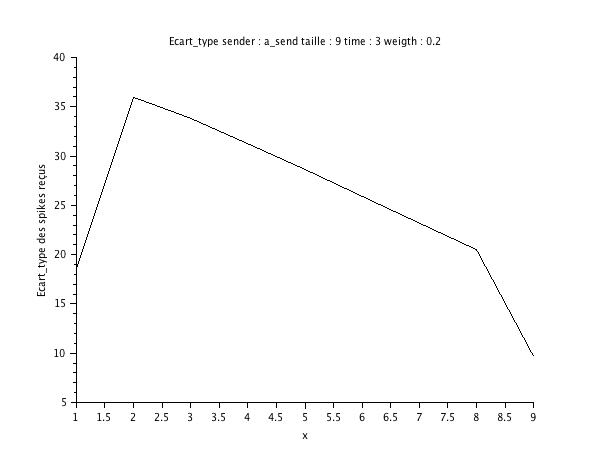 Ecart_type sender : a_send taille : 9 time : 3 weigth : 0.2
40
35
30
25
20
15
10
5
Ecart_type des spikes reçus
1 1.5 2 2.5 3 3.5 4 4.5 5 5.5 6 6.5 7 7.5 8 8.5 9
x